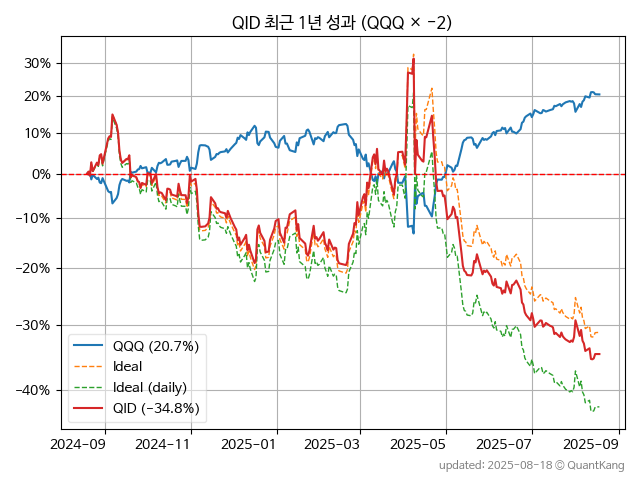 QID 최근 1년 성과 (QQQ × −2)
30%
20%
10%
0%
−10%
−20%
−30%
−40%
QQQ (20.7%)
Ideal
Ideal (daily)
QID (−34.8%)
2024−09
2024−11
2025−01
2025−03
2025−05
2025−07
2025−09
updated: 2025-08-18 © QuantKang